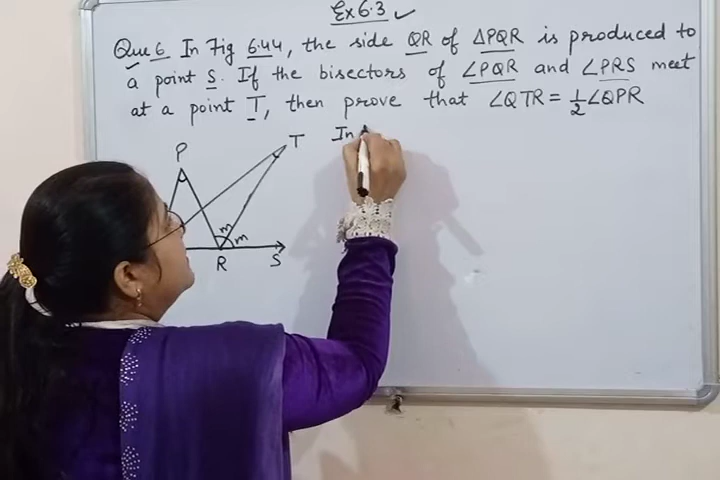 Ex 6.3
Que 6 In Fig 6.44, the side QR of ΔPQR is produced to
a point S. If the bisectors of ∠PQR and ∠PRS meet
at a point T, then prove that ∠QTR = 1/2 ∠QPR
In
P
T
m
m
R
S